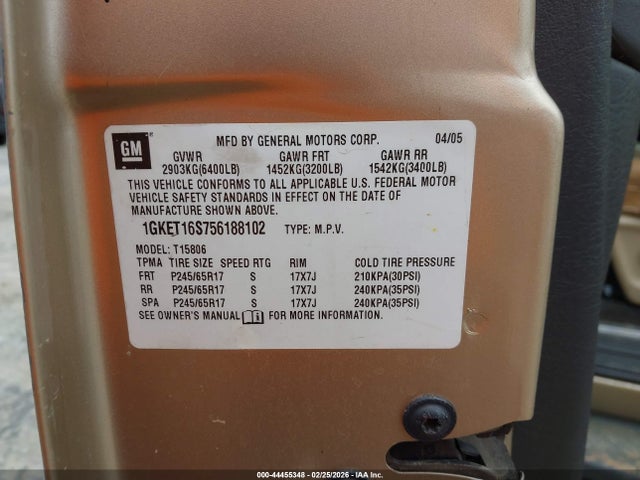 GM
MFD BY GENERAL MOTORS CORP. 04/05
GVWR GAWR FRT GAWR RR
2903KG(6400LB) 1452KG(3200LB) 1542KG(3400LB)
THIS VEHICLE CONFORMS TO ALL APPLICABLE U.S. FEDERAL MOTOR
VEHICLE SAFETY STANDARDS IN EFFECT ON THE DATE OF
MANUFACTURE SHOWN ABOVE.
1GKET16S756188102 TYPE: M.P.V.
MODEL: T15806
TPMA TIRE SIZE SPEED RTG RIM COLD TIRE PRESSURE
FRT P245/65R17 S 17X7J 210KPA(30PSI)
RR P245/65R17 S 17X7J 240KPA(35PSI)
SPA P245/65R17 S 17X7J 240KPA(35PSI)
SEE OWNER'S MANUAL FOR MORE INFORMATION.
000-44455348 - 02/25/2026 - IAA Inc.